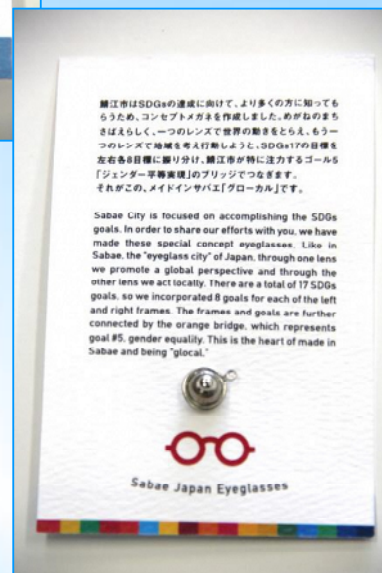 鯖江市はSDGsの達成に向けて、より多くの方に知っても
らうため、コンセプトメガネを作成しました。めがねのまち
さばえらしく、一つのレンズで世界の動きをとらえ、もう一
つのレンズで地域を考え行動しようと、SDGs17の目標を
左右各8目標に振り分け、鯖江市が特に注力するゴール5
「ジェンダー平等実現」のブリッジでつなぎます。
それがこの、メイドインサバエ「グローカル」です。
Sabae City is focused on accomplishing the SDGs
goals. In order to share our efforts with you, we have
made these special concept eyeglasses. Like in
Sabae, the "eyeglass city" of Japan, through one lens
we promote a global perspective and through the
other lens we act locally. There are a total of 17 SDGs
goals, so we incorporated 8 goals for each of the left
and right frames. The frames and goals are further
connected by the orange bridge, which represents
goal #5, gender equality. This is the heart of made in
Sabae and being "glocal."
Sabae Japan Eyeglasses